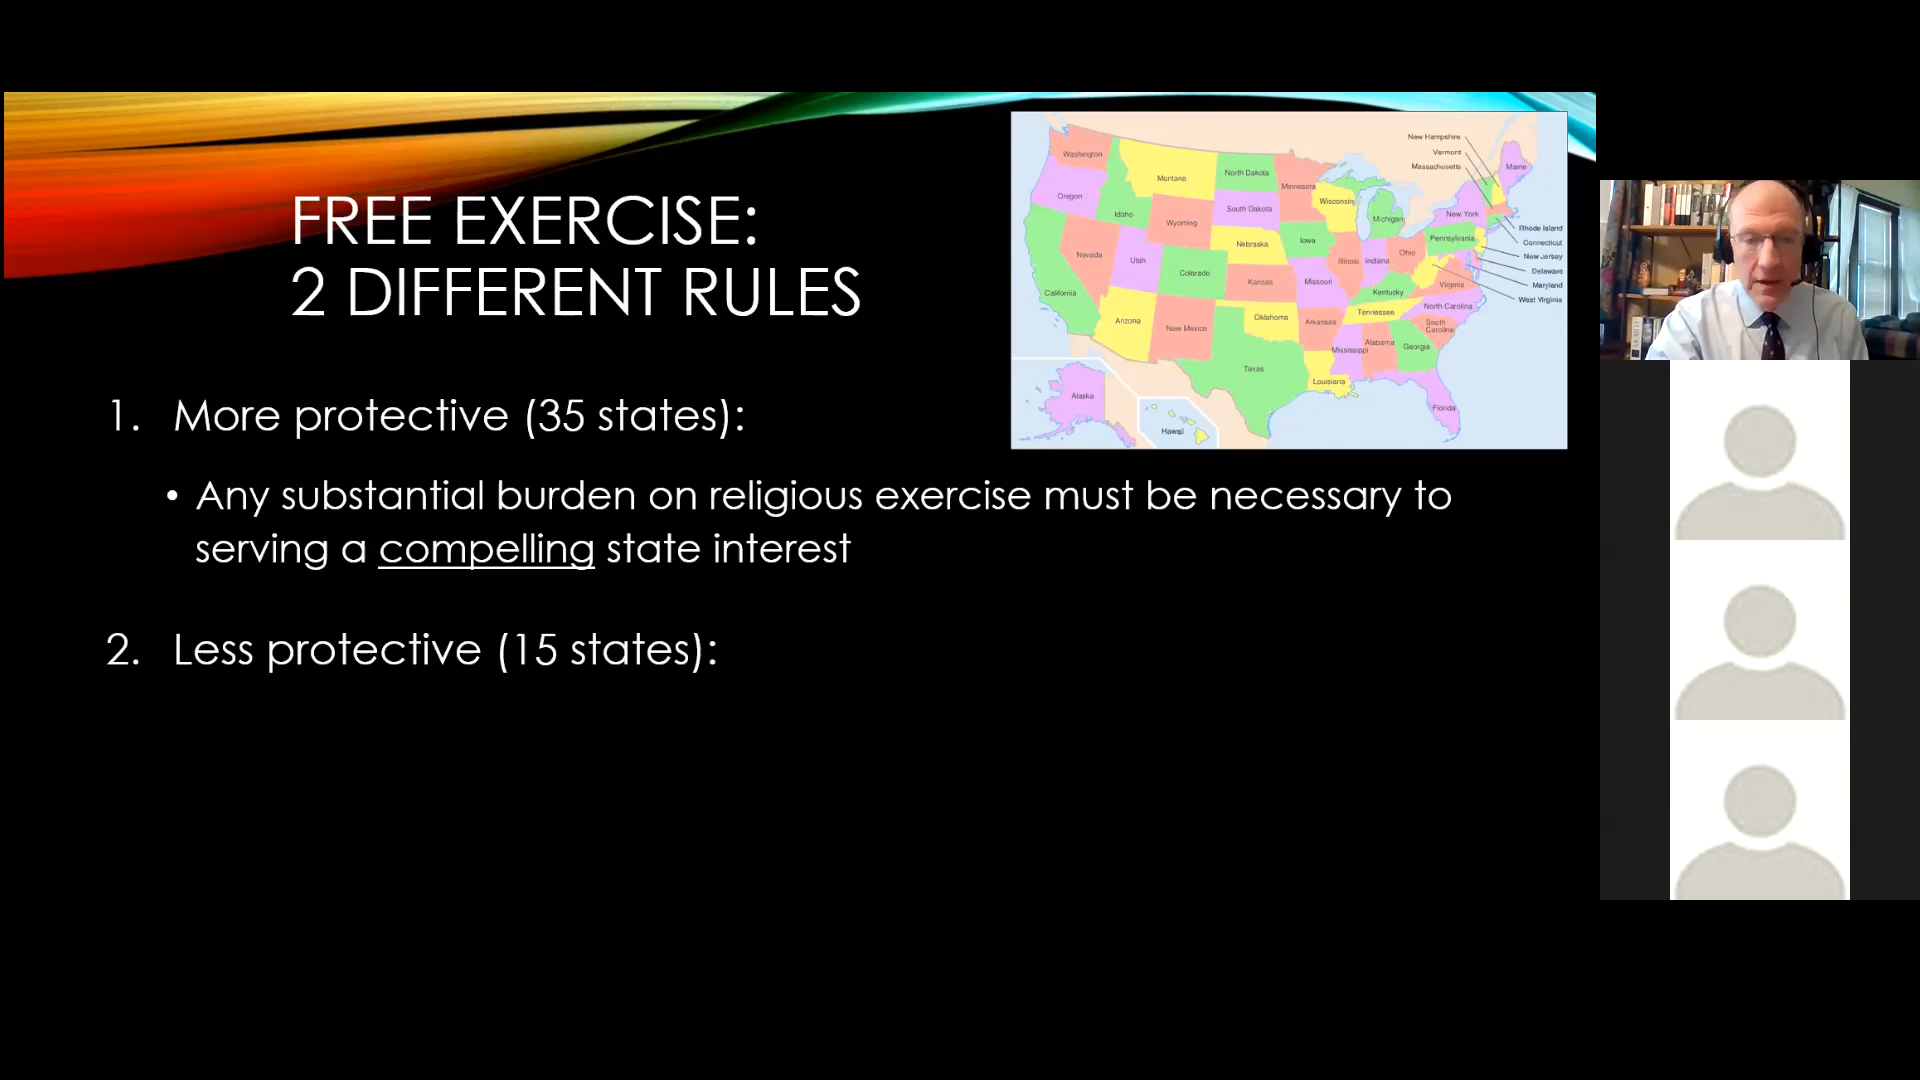 FREE EXERCISE:
2 DIFFERENT RULES
1. More protective (35 states):
• Any substantial burden on religious exercise must be necessary to
serving a compelling state interest
2. Less protective (15 states):
New Hampshire
Vermont
Massachusetts
Maine
Washington
Montana
North Dakota
Minnesota
Oregon
Idaho
Wyoming
South Dakota
Wisconsin
Michigan
New York
Rhode Island
Connecticut
New Jersey
Delaware
Maryland
West Virginia
Nevada
Utah
Colorado
Nebraska
Iowa
Illinois
Indiana
Ohio
Pennsylvania
California
Kansas
Missouri
Kentucky
Virginia
Arizona
New Mexico
Oklahoma
Arkansas
Tennessee
North Carolina
South
Carolina
Texas
Louisiana
Mississippi
Alabama
Georgia
Florida
Alaska
Hawaii